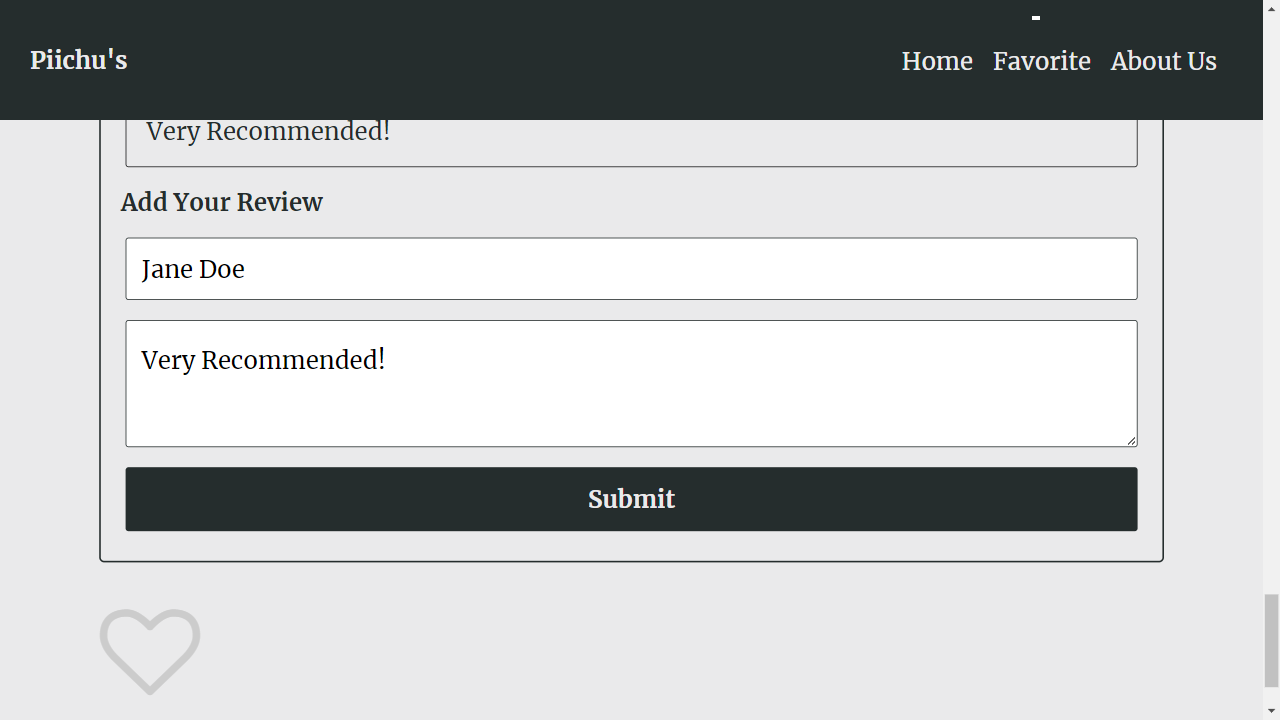 Piichu's
Home Favorite About Us
Very Recommended!
Add Your Review
Jane Doe
Very Recommended!
Submit